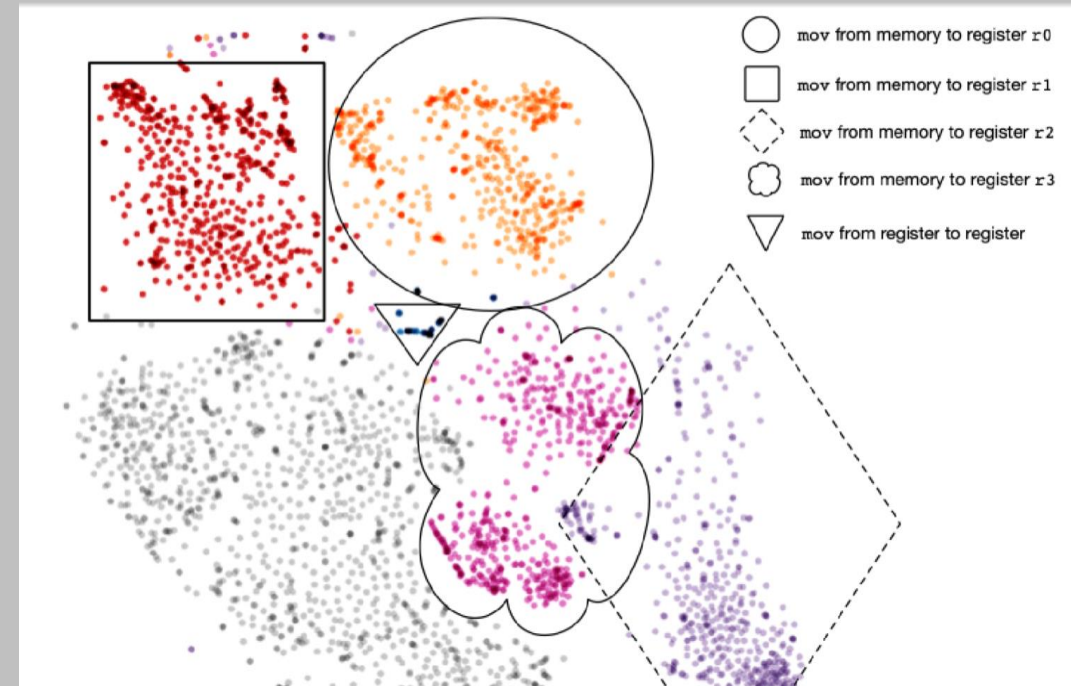 mov from memory to register r0
mov from memory to register r1
mov from memory to register r2
mov from memory to register r3
mov from register to register